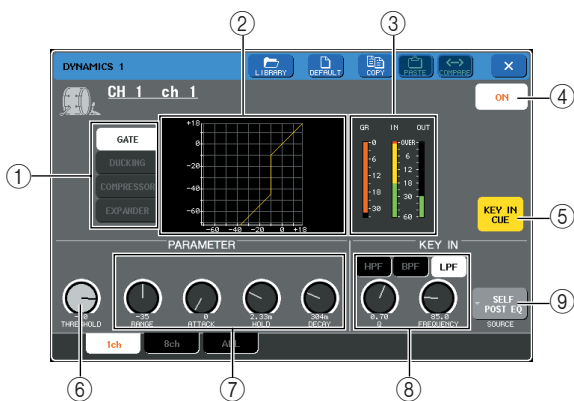 ② ③
DYNAMICS 1 LIBRARY DEFAULT COPY PASTE COMPARE ×
CH 1 ch 1
ON ④
①
GATE
DUCKING
COMPRESSOR
EXPANDER
+18
0
-20
-40
-60
-60 -40 -20 0 +18
GR IN OUT
OVER
0 0
6 6
12 12
18 18
30 30
60
KEY IN CUE ⑤
PARAMETER
KEY IN
HPF BPF LPF
THRESHOLD
-35 RANGE
0 ATTACK
2.33m HOLD
304m DECAY
0.70 Q
85.0 FREQUENCY
SELF POST EQ ⑨
SOURCE
1ch 8ch ALL
⑥ ⑦ ⑧